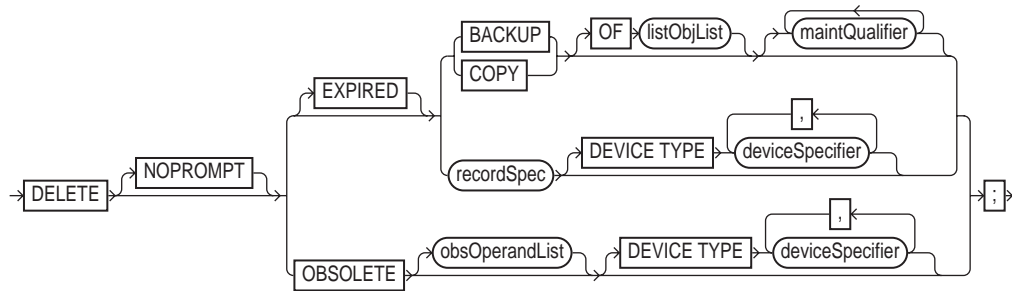 BACKUP
OF
listObjList
maintQualifier
COPY
EXPIRED
,
DEVICE TYPE
deviceSpecifier
recordSpec
NOPROMPT
DELETE
;
,
obsOperandList
DEVICE TYPE
deviceSpecifier
OBSOLETE